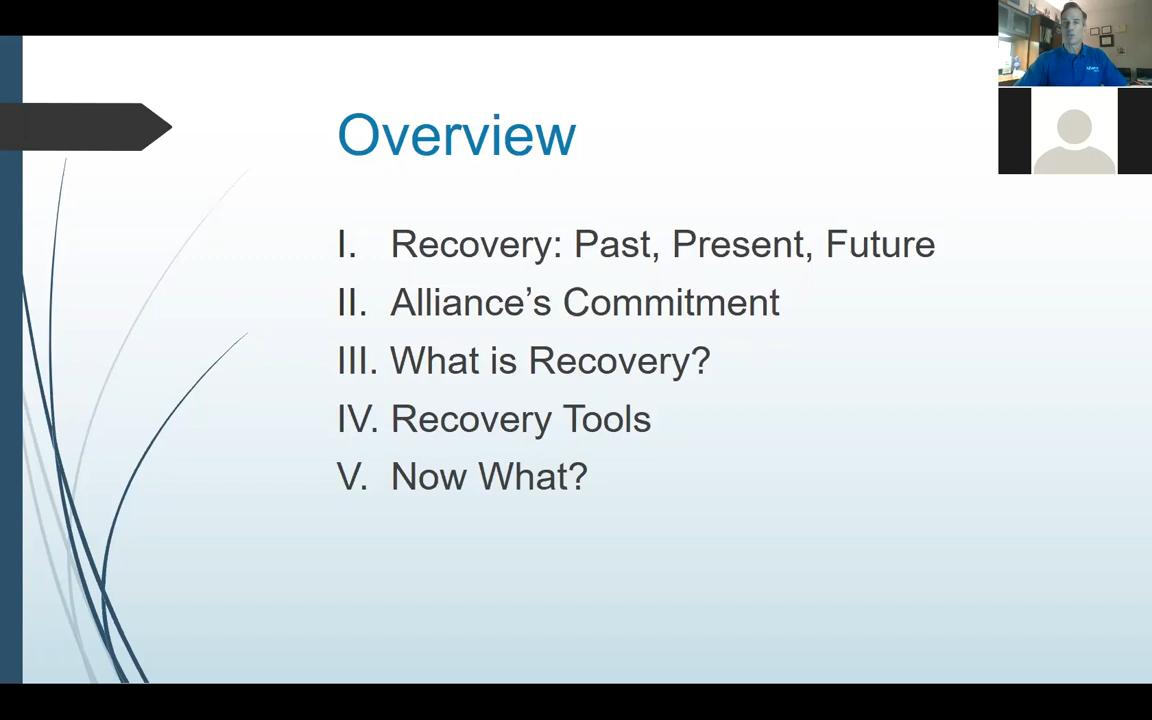 Overview
I. Recovery: Past, Present, Future
II. Alliance’s Commitment
III. What is Recovery?
IV. Recovery Tools
V. Now What?